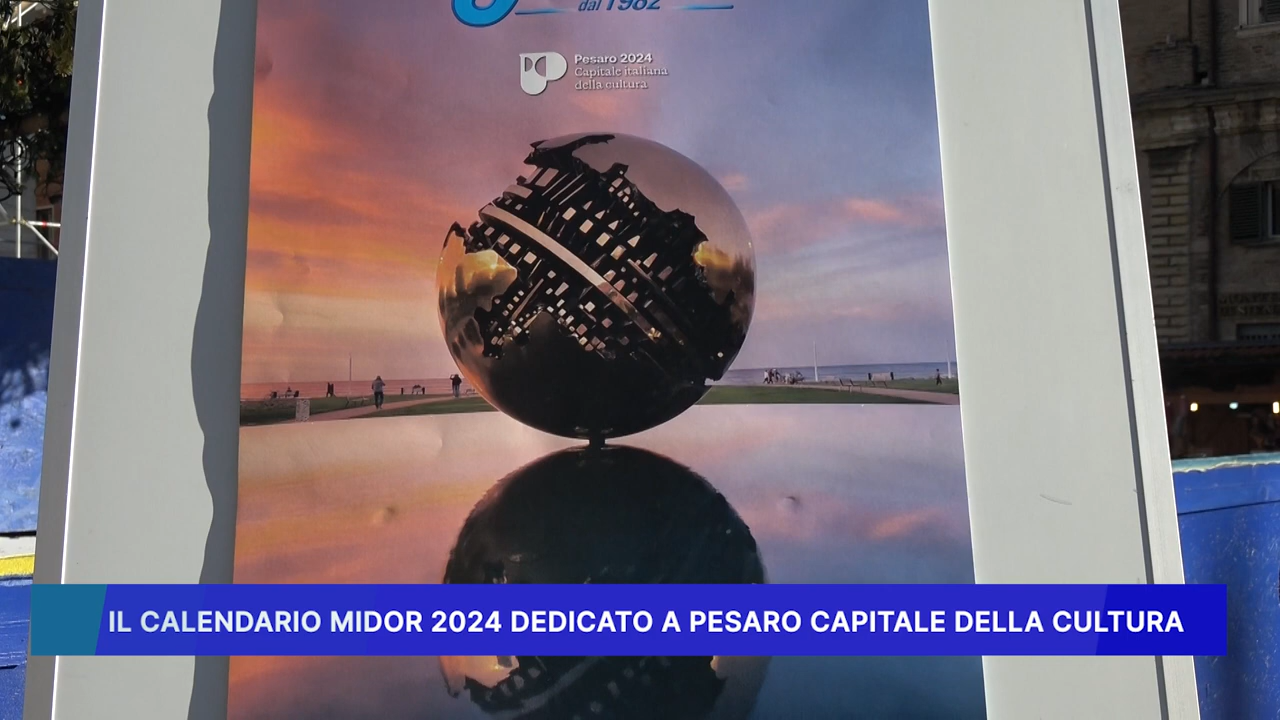 dal 1982
Pesaro 2024
Capitale italiana
della cultura
IL CALENDARIO MIDOR 2024 DEDICATO A PESARO CAPITALE DELLA CULTURA